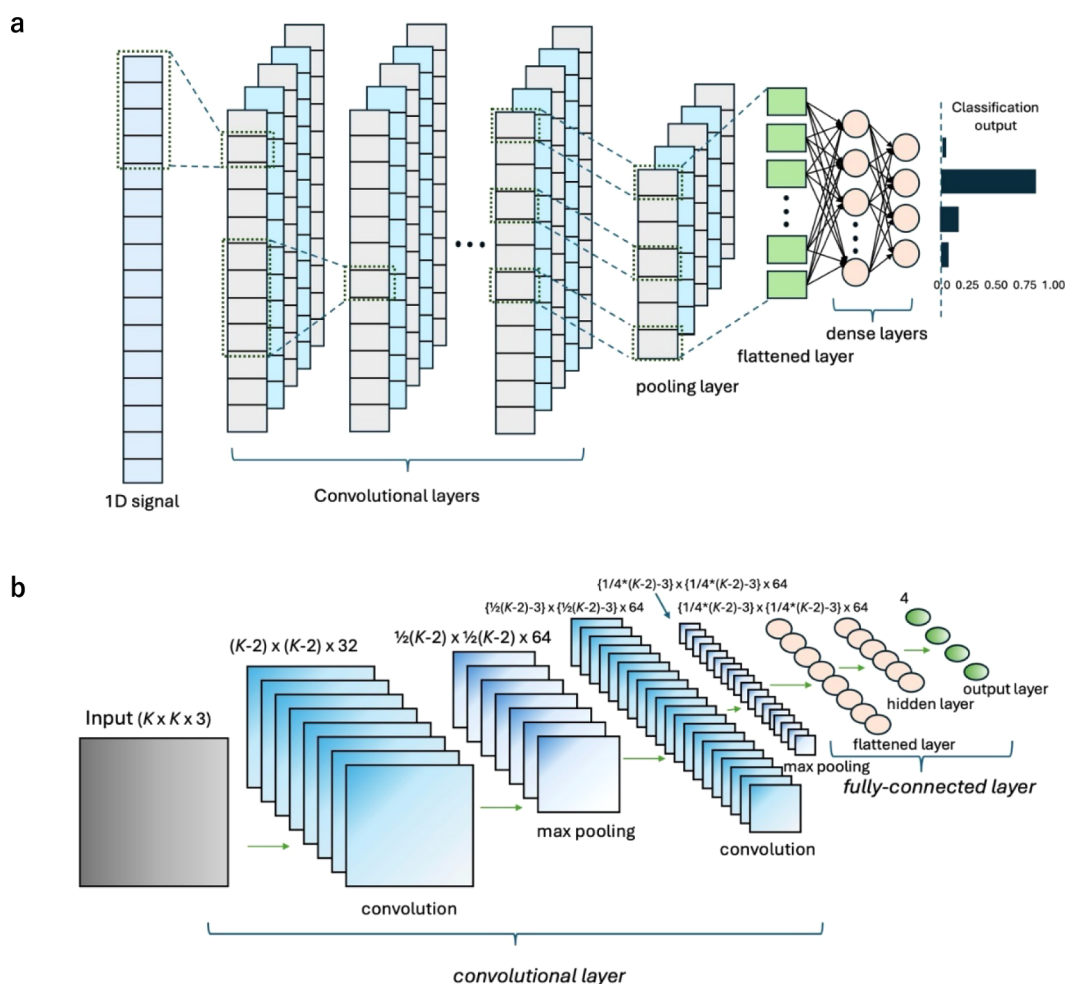 a
Classification
output
0.0 0.25 0.50 0.75 1.00
dense layers
flattened layer
pooling layer
Convolutional layers
1D signal
b
{1/4*(K-2)-3} x {1/4*(K-2)-3} x 64
{½(K-2)-3} x {½(K-2)-3} x 64
{1/4*(K-2)-3} x {1/4*(K-2)-3} x 64
4
(K-2) x (K-2) x 32
½(K-2) x ½(K-2) x 64
Input (K x K x 3)
output layer
hidden layer
flattened layer
max pooling
fully-connected layer
max pooling
convolution
convolution
convolutional layer